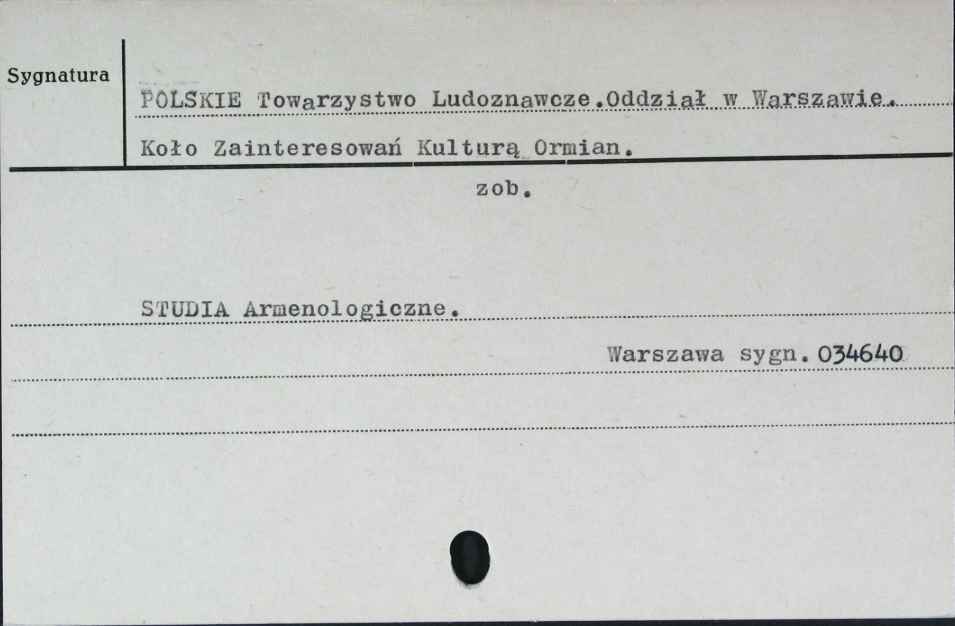 Sygnatura
POLSKIE Towarzystwo Ludoznawcze.Oddział w Warszawie.
Koło Zainteresowań Kulturą Ormian.
zob.
STUDIA Armenologiczne.
Warszawa sygn. 034640